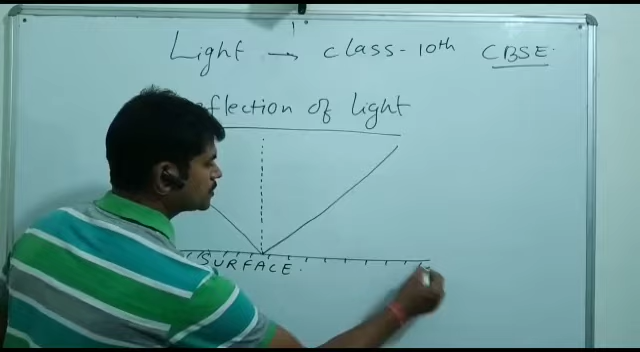 Light → class-10th CBSE.
eflection of light
SURFACE.